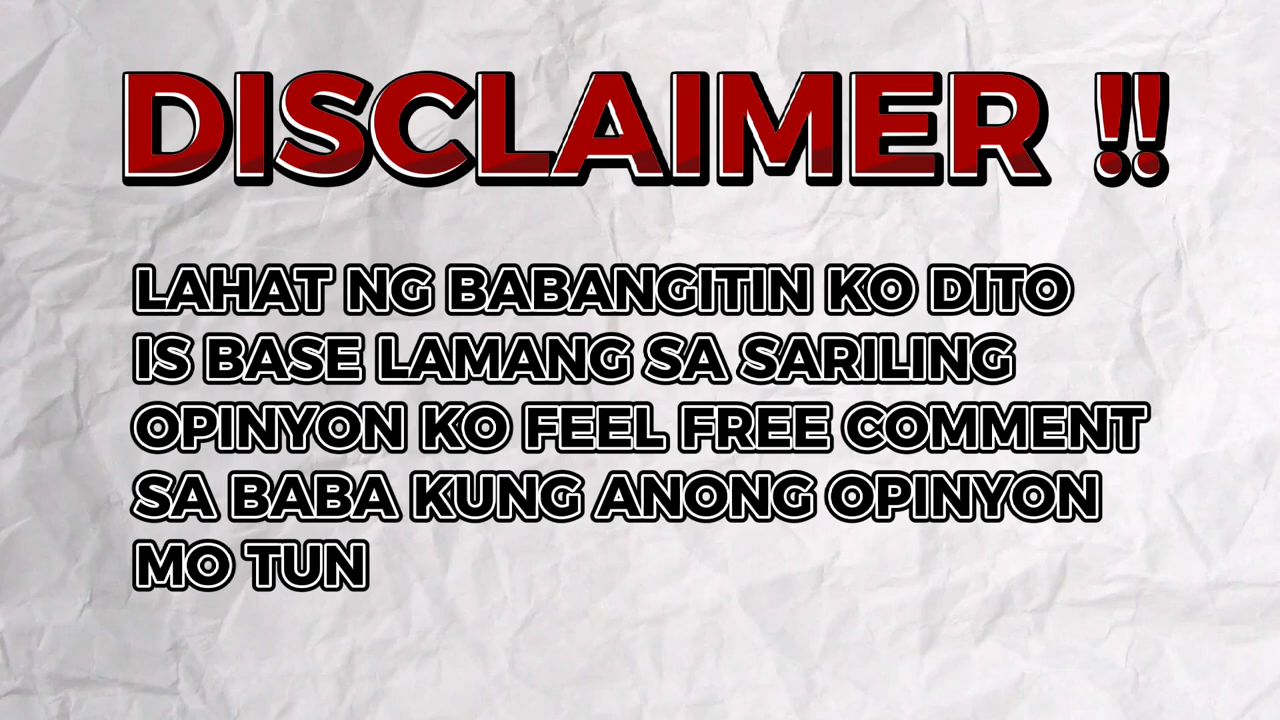 DISCLAIMER !!
LAHAT NG BABANGITIN KO DITO
IS BASE LAMANG SA SARILING
OPINYON KO FEEL FREE COMMENT
SA BABA KUNG ANONG OPINYON
MO TUN